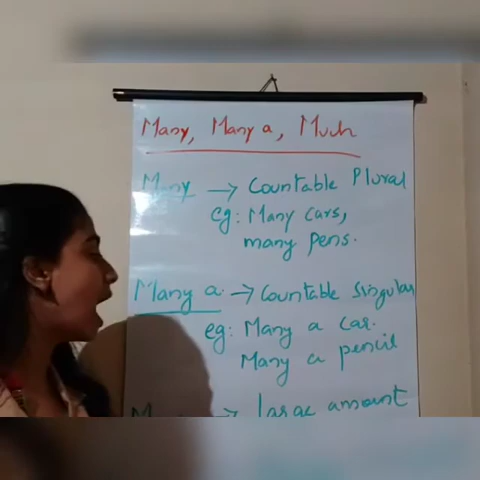 Many, Many a, Much
Many → Countable Plural
eg: Many Cars,
many pens.
Many a. → Countable Singular
eg: Many a Car.
Many a pencil
→ large amount